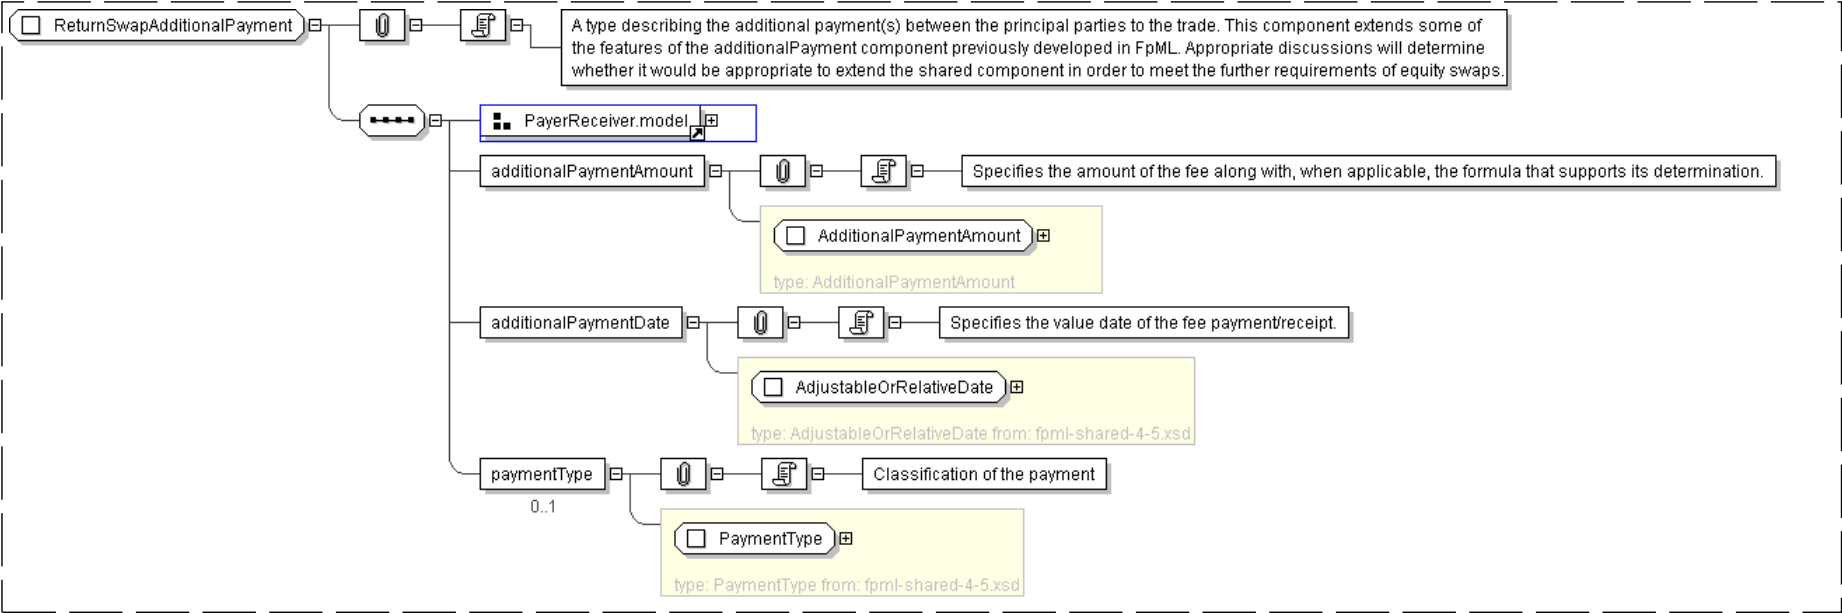 ReturnSwapAdditionalPayment
A type describing the additional payment(s) between the principal parties to the trade. This component extends some of
the features of the additionalPayment component previously developed in FpML. Appropriate discussions will determine
whether it would be appropriate to extend the shared component in order to meet the further requirements of equity swaps.
PayerReceiver.model
additionalPaymentAmount
Specifies the amount of the fee along with, when applicable, the formula that supports its determination.
AdditionalPaymentAmount
type: AdditionalPaymentAmount
additionalPaymentDate
Specifies the value date of the fee payment/receipt.
AdjustableOrRelativeDate
type: AdjustableOrRelativeDate from: fpml-shared-4-5.xsd
paymentType
Classification of the payment
0..1
PaymentType
type: PaymentType from: fpml-shared-4-5.xsd